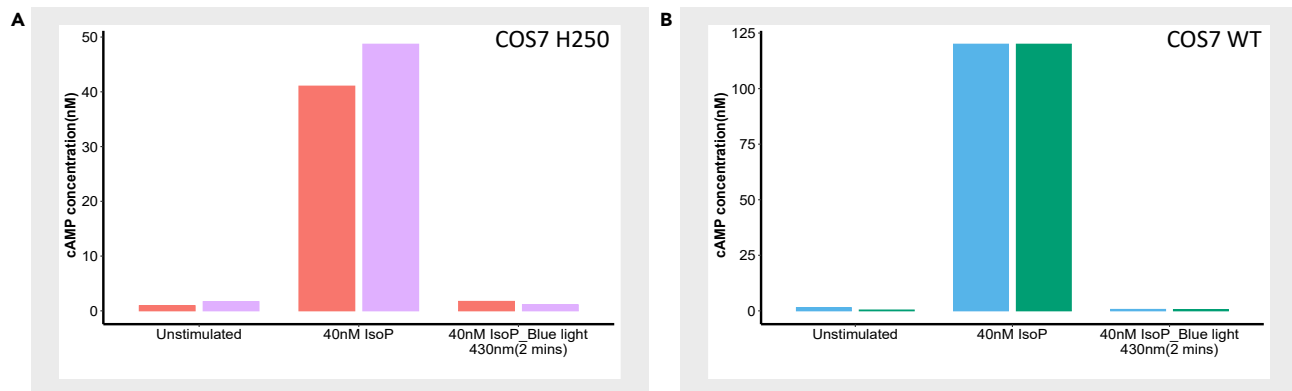 A
COS7 H250
cAMP concentration(nM)
50
40
30
20
10
0
Unstimulated
40nM IsoP
40nM IsoP_Blue light
430nm(2 mins)
B
COS7 WT
cAMP concentration(nM)
125
100
75
50
25
0
Unstimulated
40nM IsoP
40nM IsoP_Blue light
430nm(2 mins)